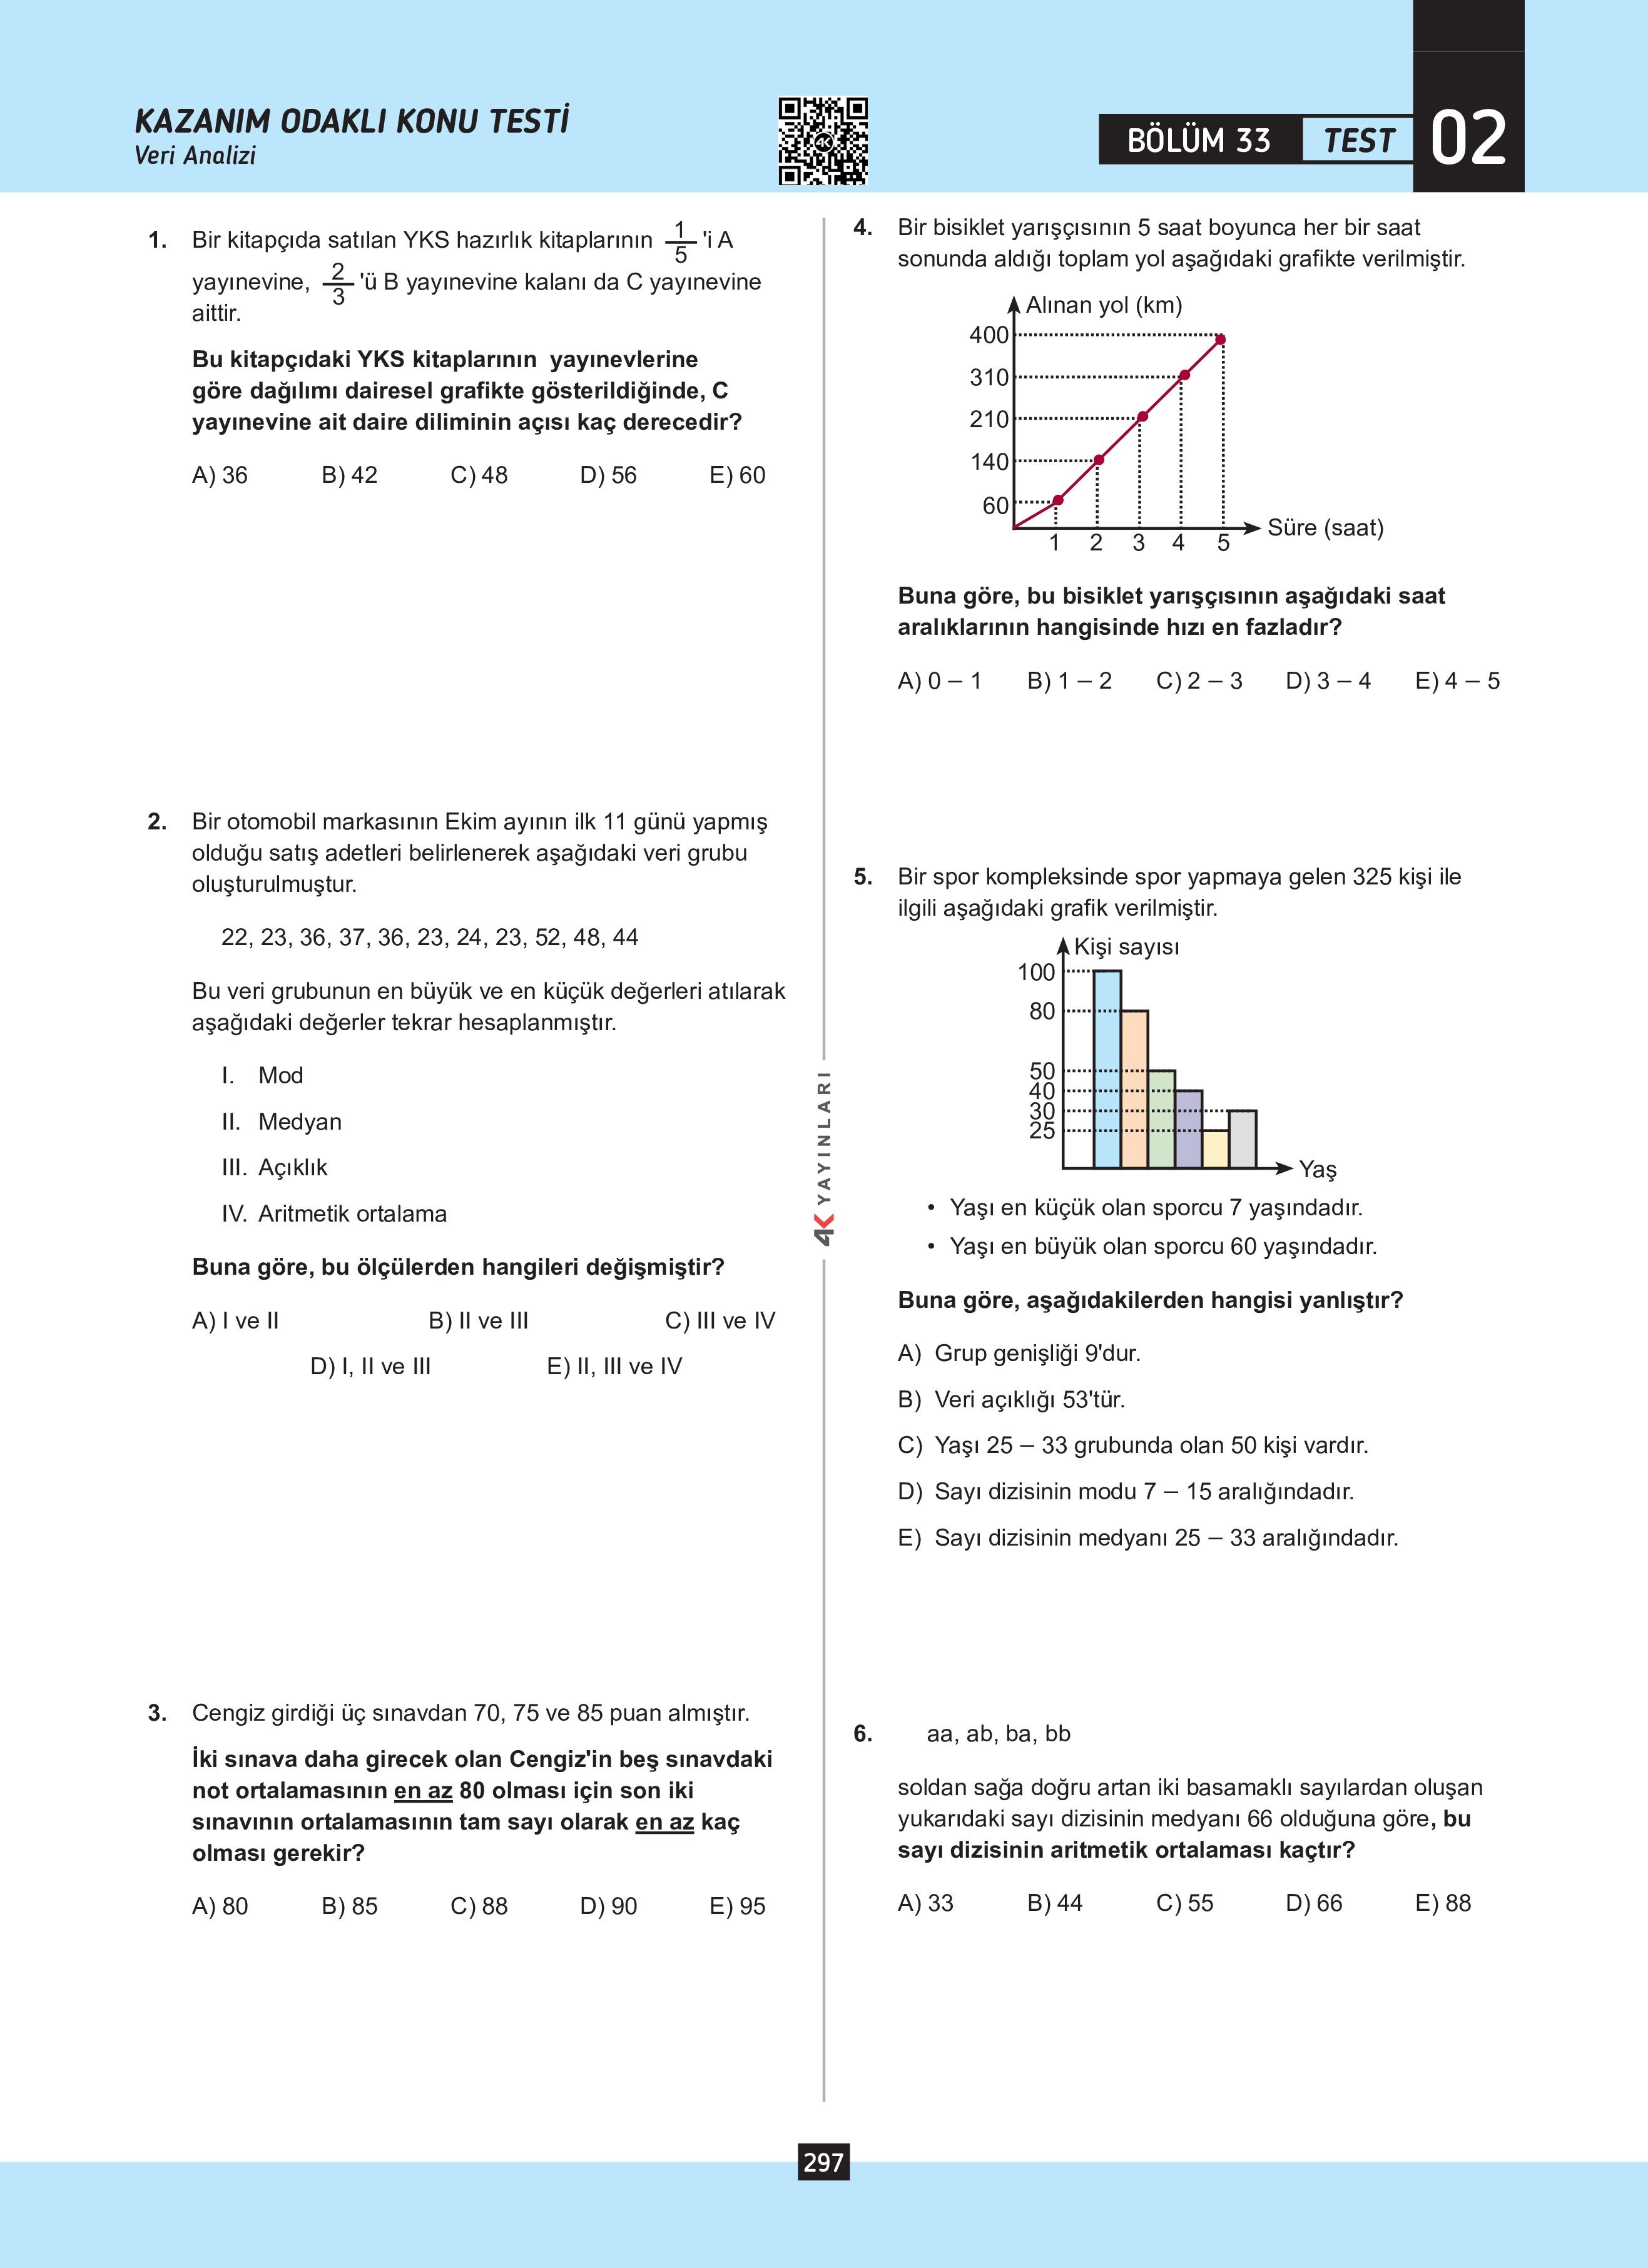 KAZANIM ODAKLI KONU TESTİ
Veri Analizi
4K
BÖLÜM 33
TEST
02
1. Bir kitapçıda satılan YKS hazırlık kitaplarının 1/5 'i A
yayınevine, 2/3 'ü B yayınevine kalanı da C yayınevine
aittir.
Bu kitapçıdaki YKS kitaplarının yayınevlerine
göre dağılımı dairesel grafikte gösterildiğinde, C
yayınevine ait daire diliminin açısı kaç derecedir?
A) 36 B) 42 C) 48 D) 56 E) 60
2. Bir otomobil markasının Ekim ayının ilk 11 günü yapmış
olduğu satış adetleri belirlenerek aşağıdaki veri grubu
oluşturulmuştur.
22, 23, 36, 37, 36, 23, 24, 23, 52, 48, 44
Bu veri grubunun en büyük ve en küçük değerleri atılarak
aşağıdaki değerler tekrar hesaplanmıştır.
I. Mod
II. Medyan
III. Açıklık
IV. Aritmetik ortalama
Buna göre, bu ölçülerden hangileri değişmiştir?
A) I ve II B) II ve III C) III ve IV
D) I, II ve III E) II, III ve IV
3. Cengiz girdiği üç sınavdan 70, 75 ve 85 puan almıştır.
İki sınava daha girecek olan Cengiz'in beş sınavdaki
not ortalamasının en az 80 olması için son iki
sınavının ortalamasının tam sayı olarak en az kaç
olması gerekir?
A) 80 B) 85 C) 88 D) 90 E) 95
4K YAYINLARI
4. Bir bisiklet yarışçısının 5 saat boyunca her bir saat
sonunda aldığı toplam yol aşağıdaki grafikte verilmiştir.
Alınan yol (km)
400
310
210
140
60
1 2 3 4 5
Süre (saat)
Buna göre, bu bisiklet yarışçısının aşağıdaki saat
aralıklarının hangisinde hızı en fazladır?
A) 0 – 1 B) 1 – 2 C) 2 – 3 D) 3 – 4 E) 4 – 5
5. Bir spor kompleksinde spor yapmaya gelen 325 kişi ile
ilgili aşağıdaki grafik verilmiştir.
Kişi sayısı
100
80
50
40
30
25
Yaş
• Yaşı en küçük olan sporcu 7 yaşındadır.
• Yaşı en büyük olan sporcu 60 yaşındadır.
Buna göre, aşağıdakilerden hangisi yanlıştır?
A) Grup genişliği 9'dur.
B) Veri açıklığı 53'tür.
C) Yaşı 25 – 33 grubunda olan 50 kişi vardır.
D) Sayı dizisinin modu 7 – 15 aralığındadır.
E) Sayı dizisinin medyanı 25 – 33 aralığındadır.
6. aa, ab, ba, bb
soldan sağa doğru artan iki basamaklı sayılardan oluşan
yukarıdaki sayı dizisinin medyanı 66 olduğuna göre, bu
sayı dizisinin aritmetik ortalaması kaçtır?
A) 33 B) 44 C) 55 D) 66 E) 88
297